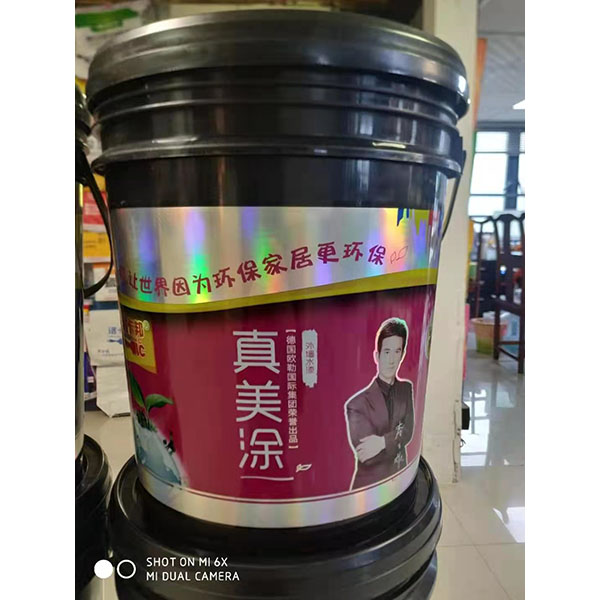 让世界因为环保家居更环保
邦
外墙水漆
【德国欧勒国际集团荣誉出品】
真美涂
SHOT ON MI 6X
MI DUAL CAMERA